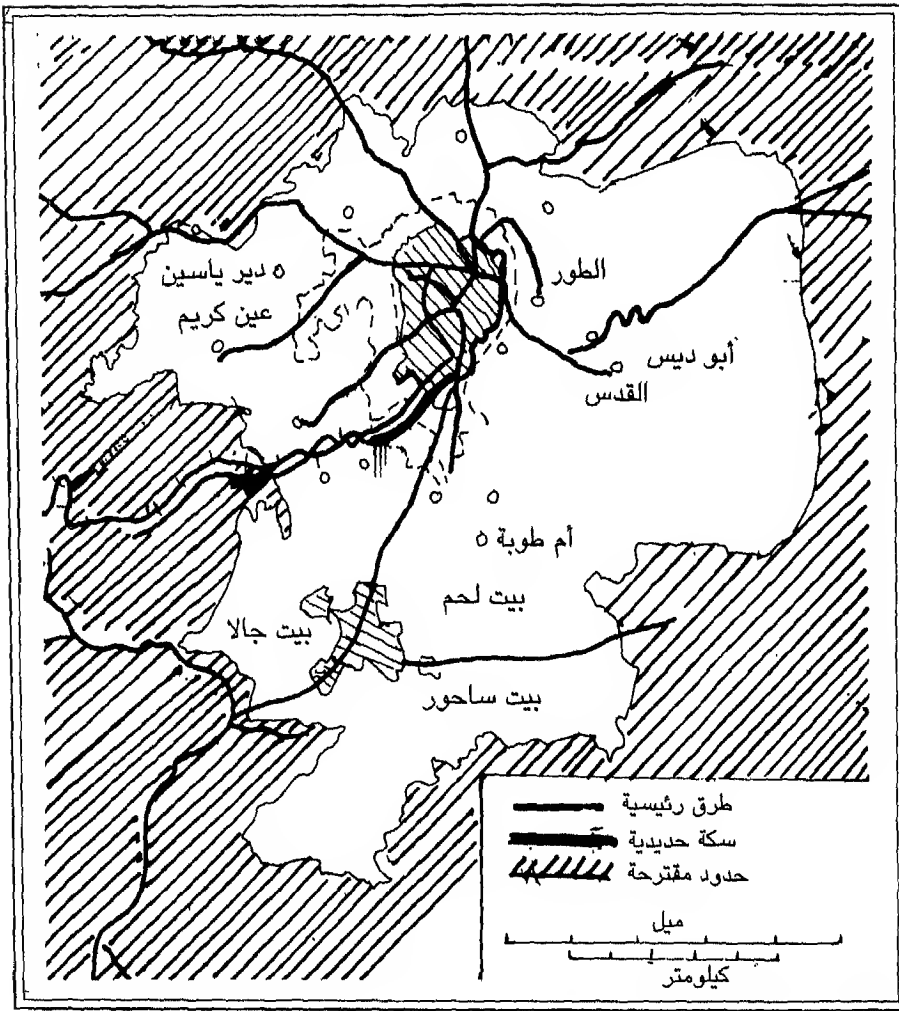 الطور
دير ياسين
عين كريم
أبو ديس
القدس
أم طوبة
بيت لحم
بيت جالا
بيت ساحور
طرق رئيسية
سكة حديدية
حدود مقترحة
ميل
كيلومتر